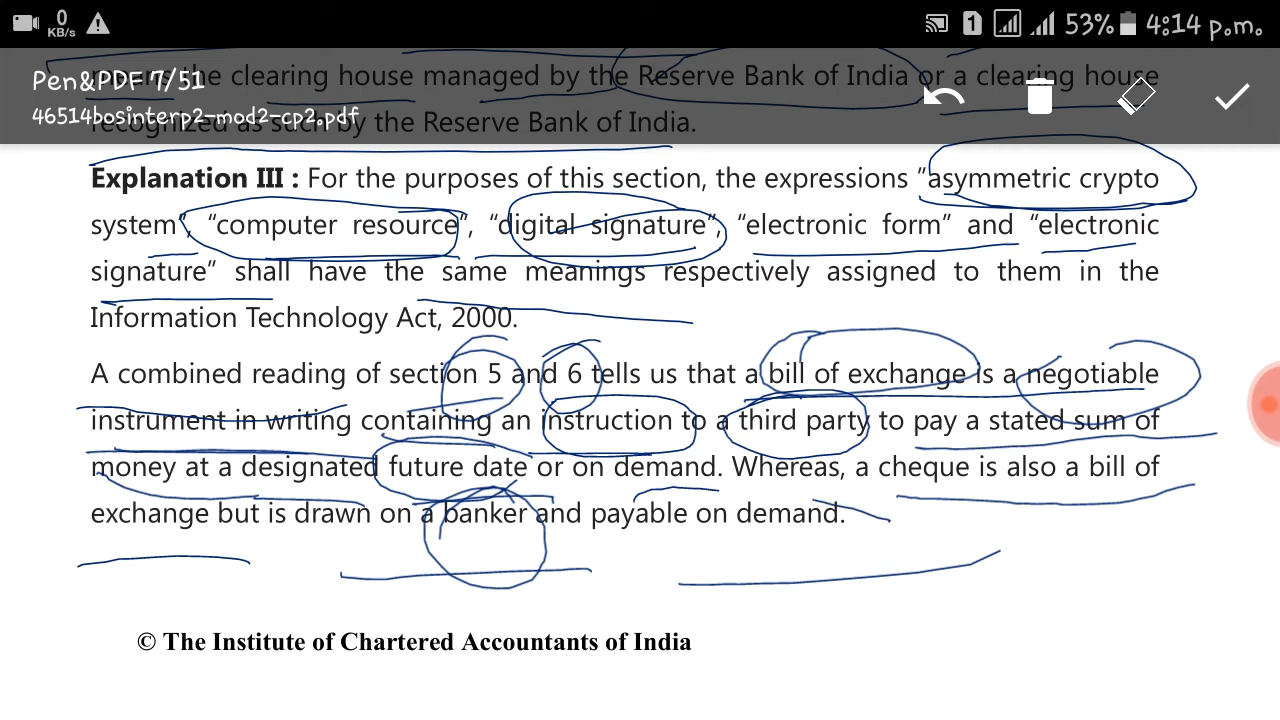 0 KB/s 1 53% 4:14 p.m.
Pen&PDF 7/51
46514bosinterp2-mod2-cp2.pdf
means the clearing house managed by the Reserve Bank of India or a clearing house
recognized as such by the Reserve Bank of India.
Explanation III : For the purposes of this section, the expressions "asymmetric crypto
system", "computer resource", "digital signature", "electronic form" and "electronic
signature" shall have the same meanings respectively assigned to them in the
Information Technology Act, 2000.
A combined reading of section 5 and 6 tells us that a bill of exchange is a negotiable
instrument in writing containing an instruction to a third party to pay a stated sum of
money at a designated future date or on demand. Whereas, a cheque is also a bill of
exchange but is drawn on a banker and payable on demand.
© The Institute of Chartered Accountants of India